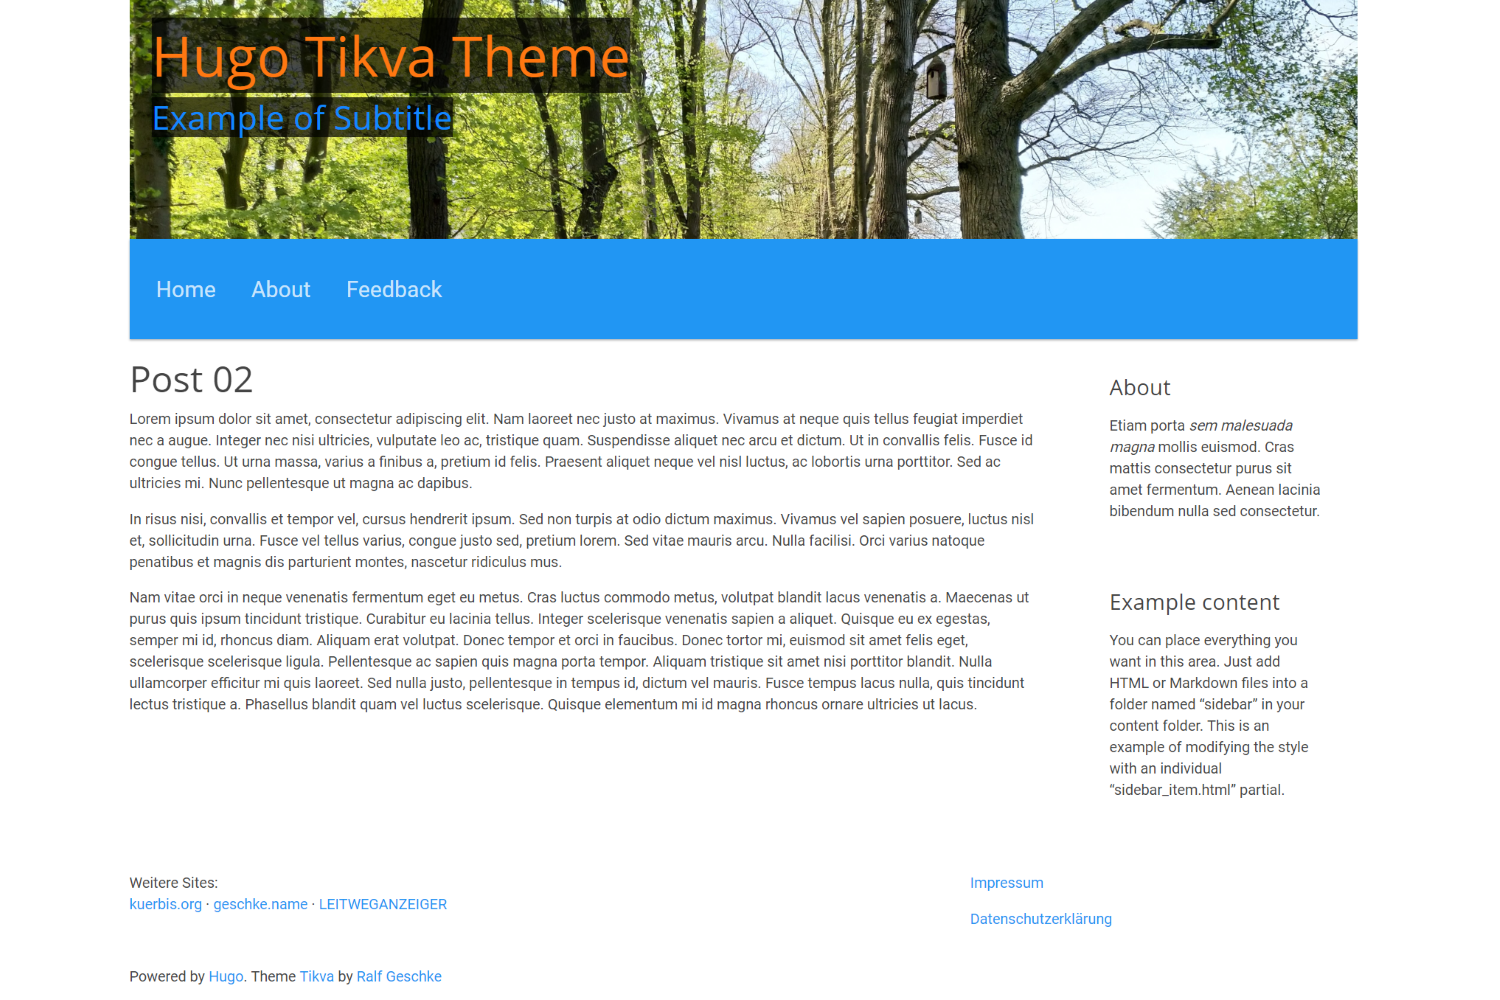 Hugo Tikva Theme
Example of Subtitle
Home About Feedback
Post 02
Lorem ipsum dolor sit amet, consectetur adipiscing elit. Nam laoreet nec justo at maximus. Vivamus at neque quis tellus feugiat imperdiet
nec a augue. Integer nec nisi ultricies, vulputate leo ac, tristique quam. Suspendisse aliquet nec arcu et dictum. Ut in convallis felis. Fusce id
congue tellus. Ut urna massa, varius a finibus a, pretium id felis. Praesent aliquet neque vel nisl luctus, ac lobortis urna porttitor. Sed ac
ultricies mi. Nunc pellentesque ut magna ac dapibus.
In risus nisi, convallis et tempor vel, cursus hendrerit ipsum. Sed non turpis at odio dictum maximus. Vivamus vel sapien posuere, luctus nisl
et, sollicitudin urna. Fusce vel tellus varius, congue justo sed, pretium lorem. Sed vitae mauris arcu. Nulla facilisi. Orci varius natoque
penatibus et magnis dis parturient montes, nascetur ridiculus mus.
Nam vitae orci in neque venenatis fermentum eget eu metus. Cras luctus commodo metus, volutpat blandit lacus venenatis a. Maecenas ut
purus quis ipsum tincidunt tristique. Curabitur eu lacinia tellus. Integer scelerisque venenatis sapien a aliquet. Quisque eu ex egestas,
semper mi id, rhoncus diam. Aliquam erat volutpat. Donec tempor et orci in faucibus. Donec tortor mi, euismod sit amet felis eget,
scelerisque scelerisque ligula. Pellentesque ac sapien quis magna porta tempor. Aliquam tristique sit amet nisi porttitor blandit. Nulla
ullamcorper efficitur mi quis laoreet. Sed nulla justo, pellentesque in tempus id, dictum vel mauris. Fusce tempus lacus nulla, quis tincidunt
lectus tristique a. Phasellus blandit quam vel luctus scelerisque. Quisque elementum mi id magna rhoncus ornare ultricies ut lacus.
About
Etiam porta sem malesuada
magna mollis euismod. Cras
mattis consectetur purus sit
amet fermentum. Aenean lacinia
bibendum nulla sed consectetur.
Example content
You can place everything you
want in this area. Just add
HTML or Markdown files into a
folder named “sidebar” in your
content folder. This is an
example of modifying the style
with an individual
“sidebar_item.html” partial.
Weitere Sites:
kuerbis.org · geschke.name · LEITWEGANZEIGER
Impressum
Datenschutzerklärung
Powered by Hugo. Theme Tikva by Ralf Geschke